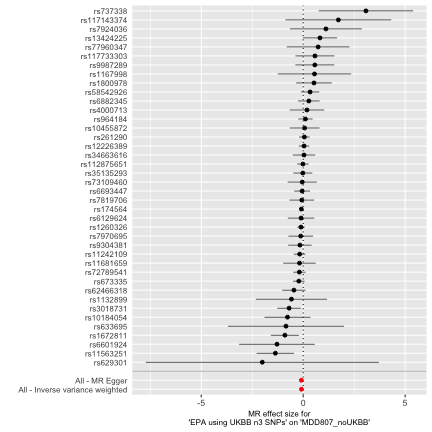 rs737338
rs117143374
rs7924036
rs13424225
rs77960347
rs117733303
rs9987289
rs1167998
rs1800978
rs58542926
rs6882345
rs4000713
rs964184
rs10455872
rs261290
rs12226389
rs34663616
rs112875651
rs35135293
rs73109460
rs6693447
rs7819706
rs174564
rs6129624
rs1260326
rs7970695
rs9304381
rs11242109
rs11681659
rs72789541
rs673335
rs62466318
rs1132899
rs3018731
rs10184054
rs633695
rs1672811
rs6601924
rs11563251
rs629301
All - MR Egger
All - Inverse variance weighted
-5 0 5
MR effect size for
'EPA using UKBB n3 SNPs' on 'MDD807_noUKBB'